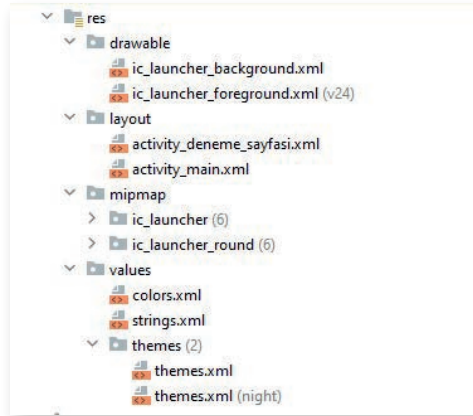 res
drawable
ic_launcher_background.xml
ic_launcher_foreground.xml (v24)
layout
activity_deneme_sayfasi.xml
activity_main.xml
mipmap
ic_launcher (6)
ic_launcher_round (6)
values
colors.xml
strings.xml
themes (2)
themes.xml
themes.xml (night)